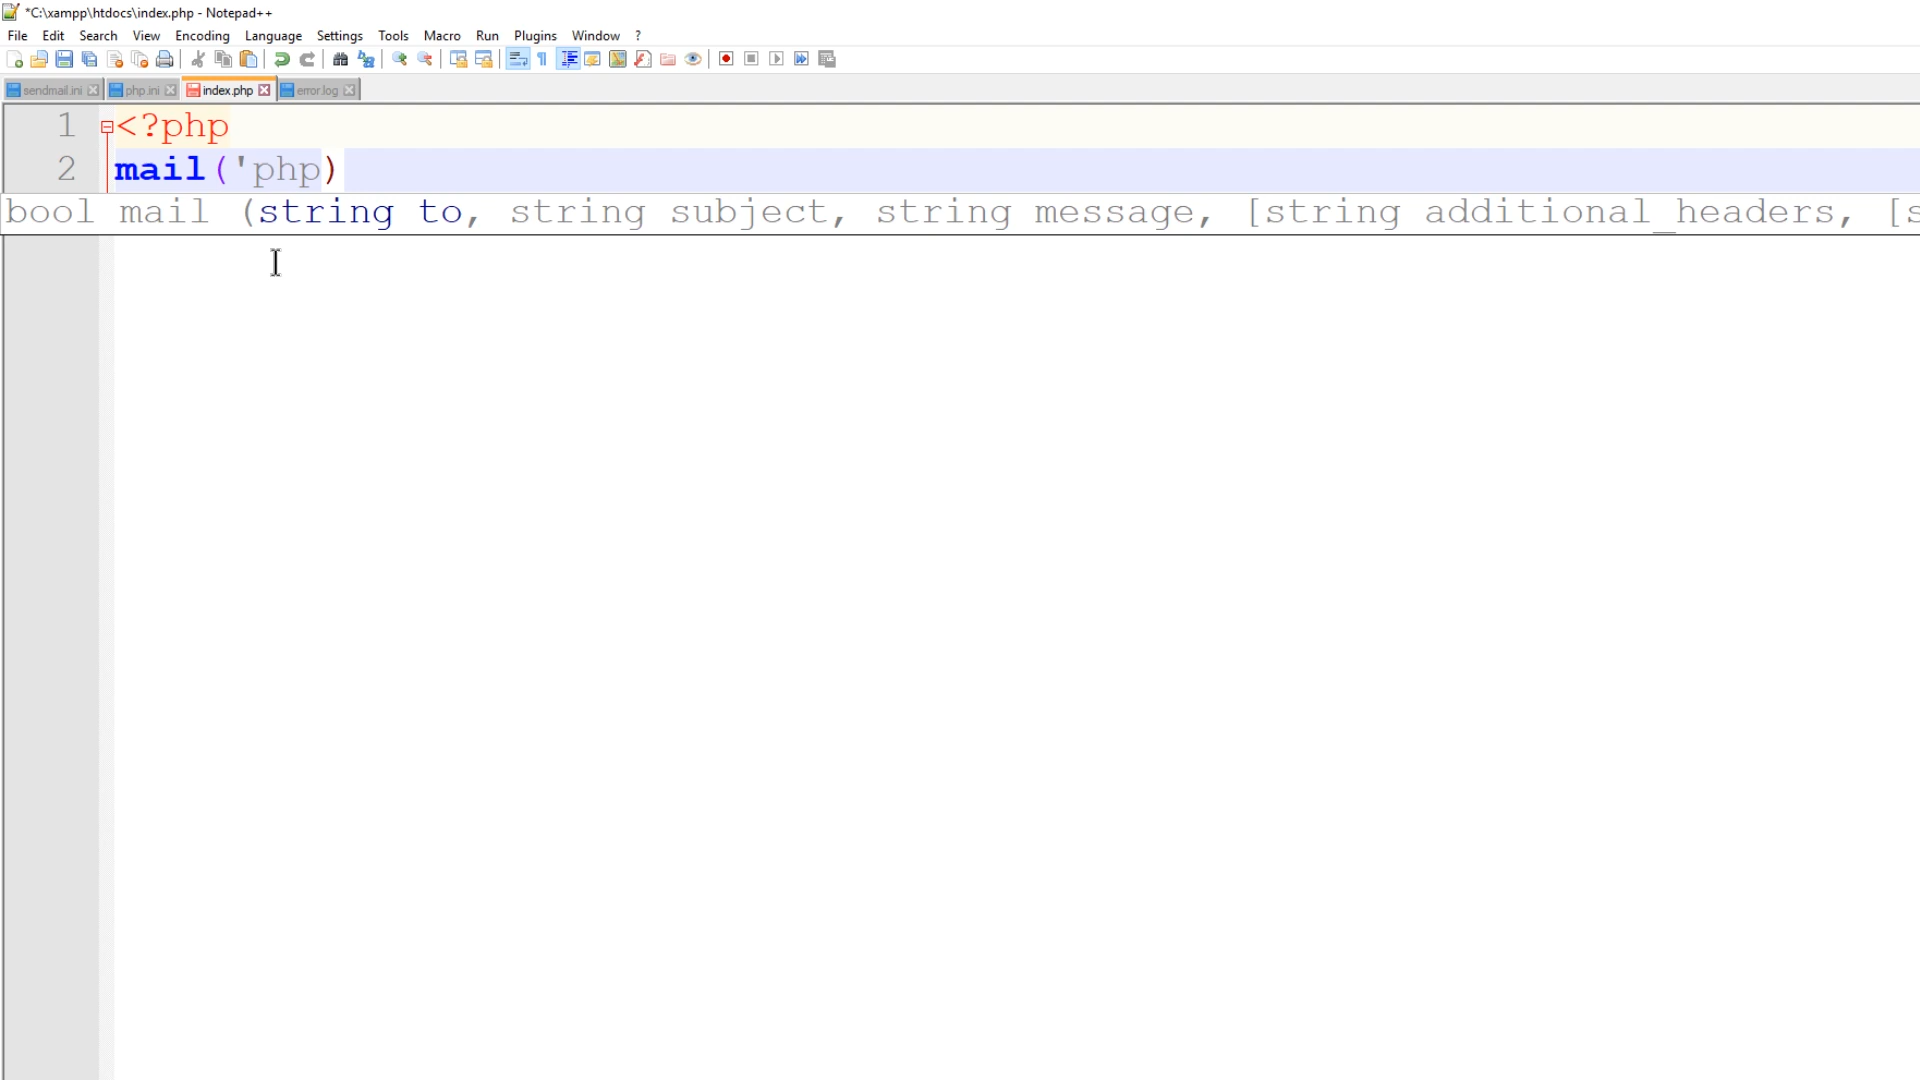 *C:\xampp\htdocs\index.php - Notepad++
File Edit Search View Encoding Language Settings Tools Macro Run Plugins Window ?
sendmail.ini php.ini index.php error.log
1 <?php
2 mail('php)
bool mail (string to, string subject, string message, [string additional_headers, [s